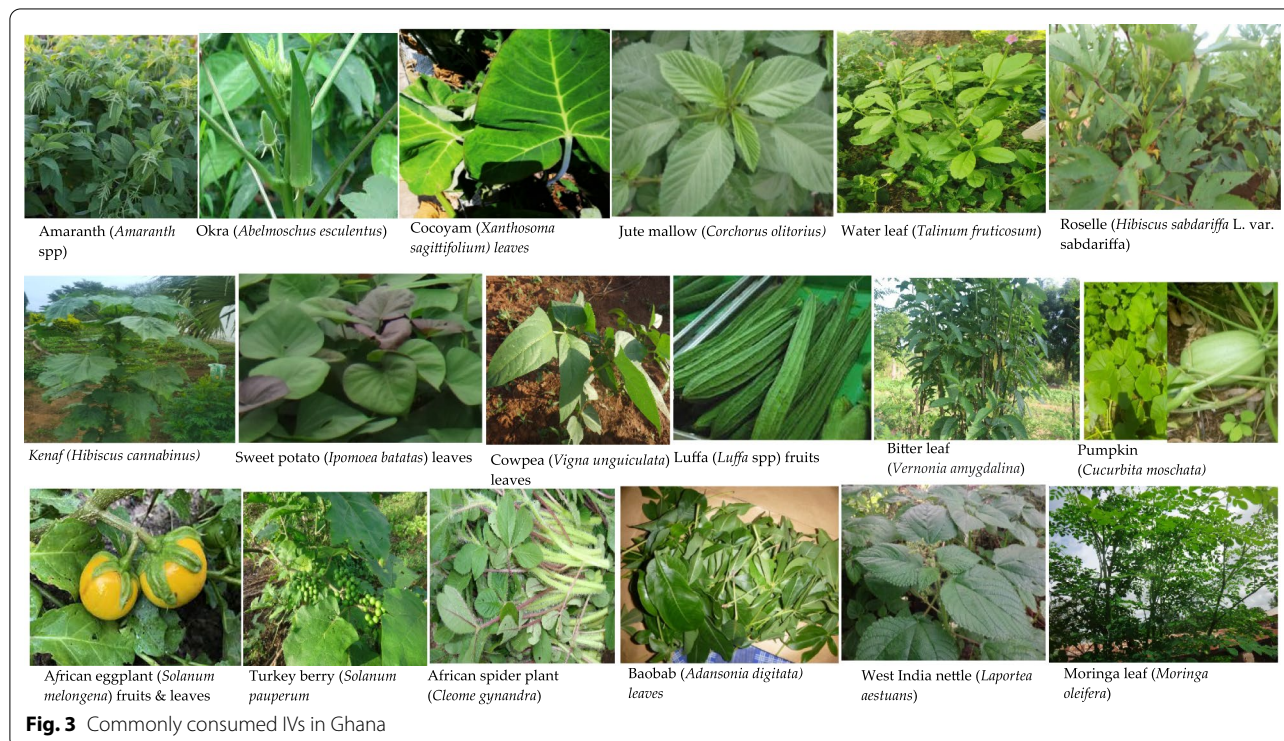 Amaranth (Amaranth
spp)
Okra (Abelmoschus esculentus)
Cocoyam (Xanthosoma
sagittifolium) leaves
Jute mallow (Corchorus olitorius)
Water leaf (Talinum fruticosum)
Roselle (Hibiscus sabdariffa L. var.
sabdariffa)
Kenaf (Hibiscus cannabinus)
Sweet potato (Ipomoea batatas) leaves
Cowpea (Vigna unguiculata)
leaves
Luffa (Luffa spp) fruits
Bitter leaf
(Vernonia amygdalina)
Pumpkin
(Cucurbita moschata)
African eggplant (Solanum
melongena) fruits & leaves
Turkey berry (Solanum
pauperum)
African spider plant
(Cleome gynandra)
Baobab (Adansonia digitata)
leaves
West India nettle (Laportea
aestuans)
Moringa leaf (Moringa
oleifera)
Fig. 3 Commonly consumed IVs in Ghana